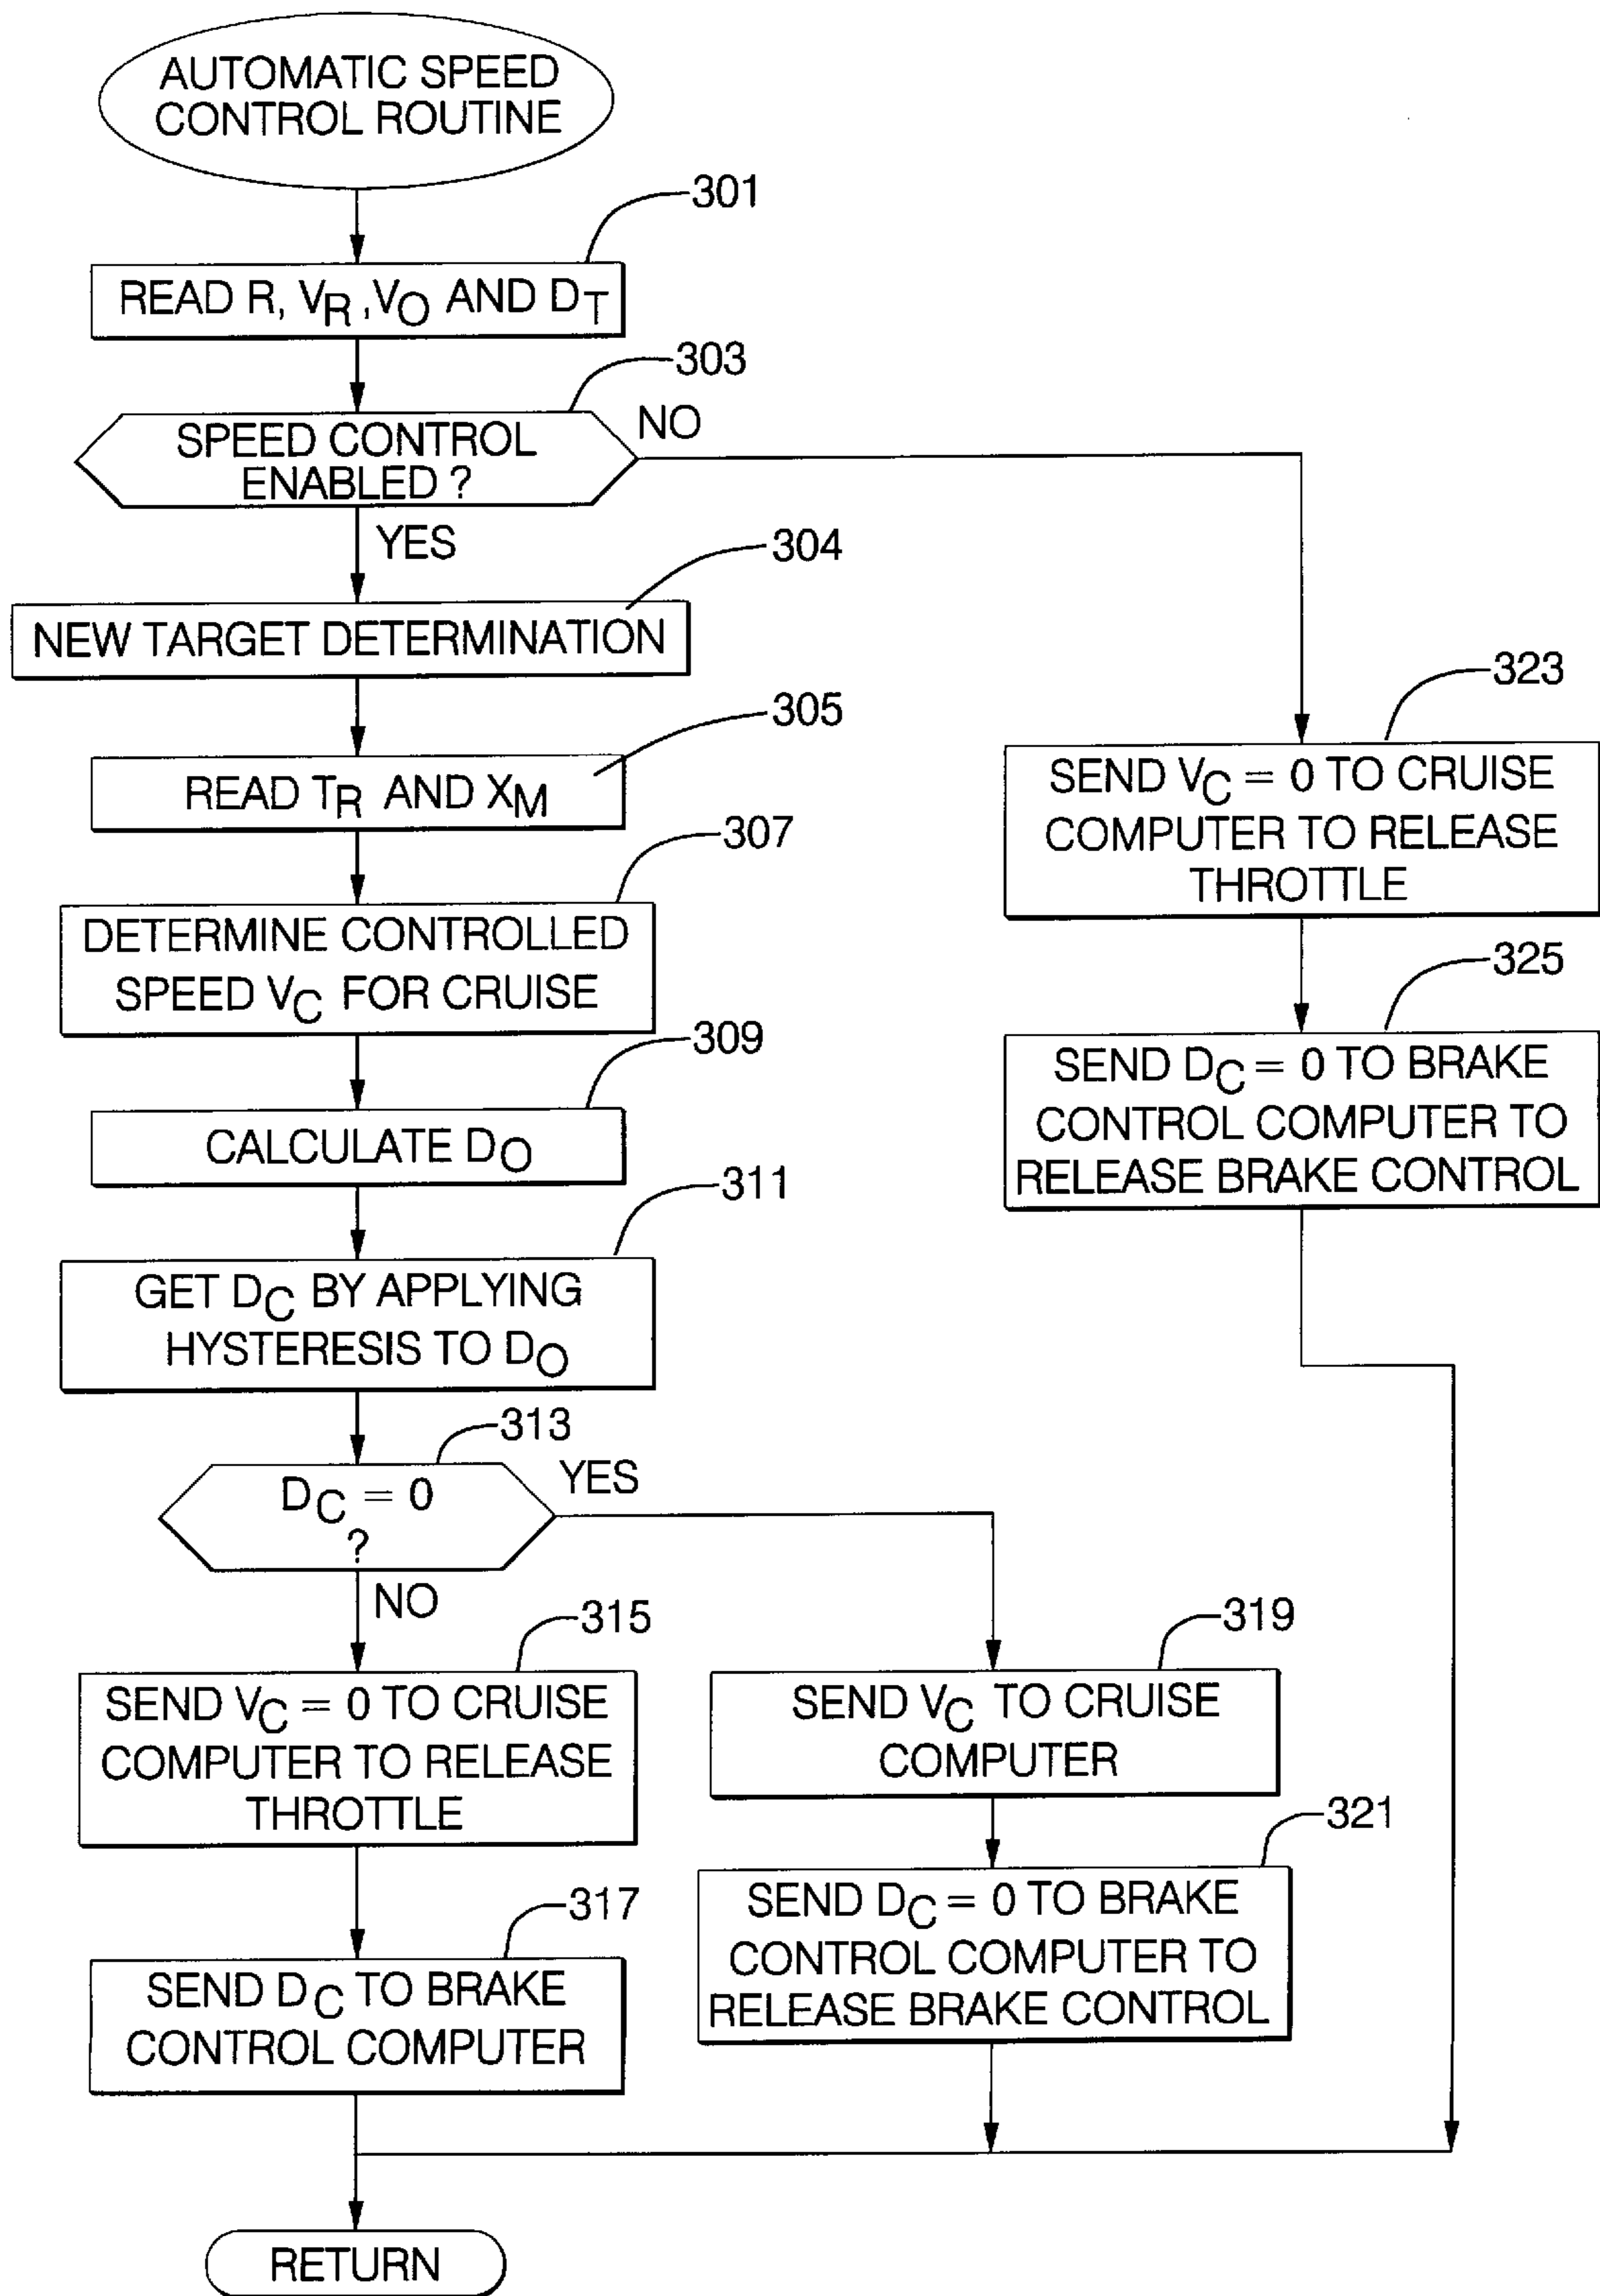 AUTOMATIC SPEED
CONTROL ROUTINE
301
READ R, VR, VO AND DT
303
SPEED CONTROL
ENABLED ?
NO
YES
304
NEW TARGET DETERMINATION
305
READ TR AND XM
307
DETERMINE CONTROLLED
SPEED VC FOR CRUISE
309
CALCULATE DO
311
GET DC BY APPLYING
HYSTERESIS TO DO
313
DC = 0
?
YES
NO
315
SEND VC = 0 TO CRUISE
COMPUTER TO RELEASE
THROTTLE
317
SEND DC TO BRAKE
CONTROL COMPUTER
319
SEND VC TO CRUISE
COMPUTER
321
SEND DC = 0 TO BRAKE
CONTROL COMPUTER TO
RELEASE BRAKE CONTROL
323
SEND VC = 0 TO CRUISE
COMPUTER TO RELEASE
THROTTLE
325
SEND DC = 0 TO BRAKE
CONTROL COMPUTER TO
RELEASE BRAKE CONTROL
RETURN